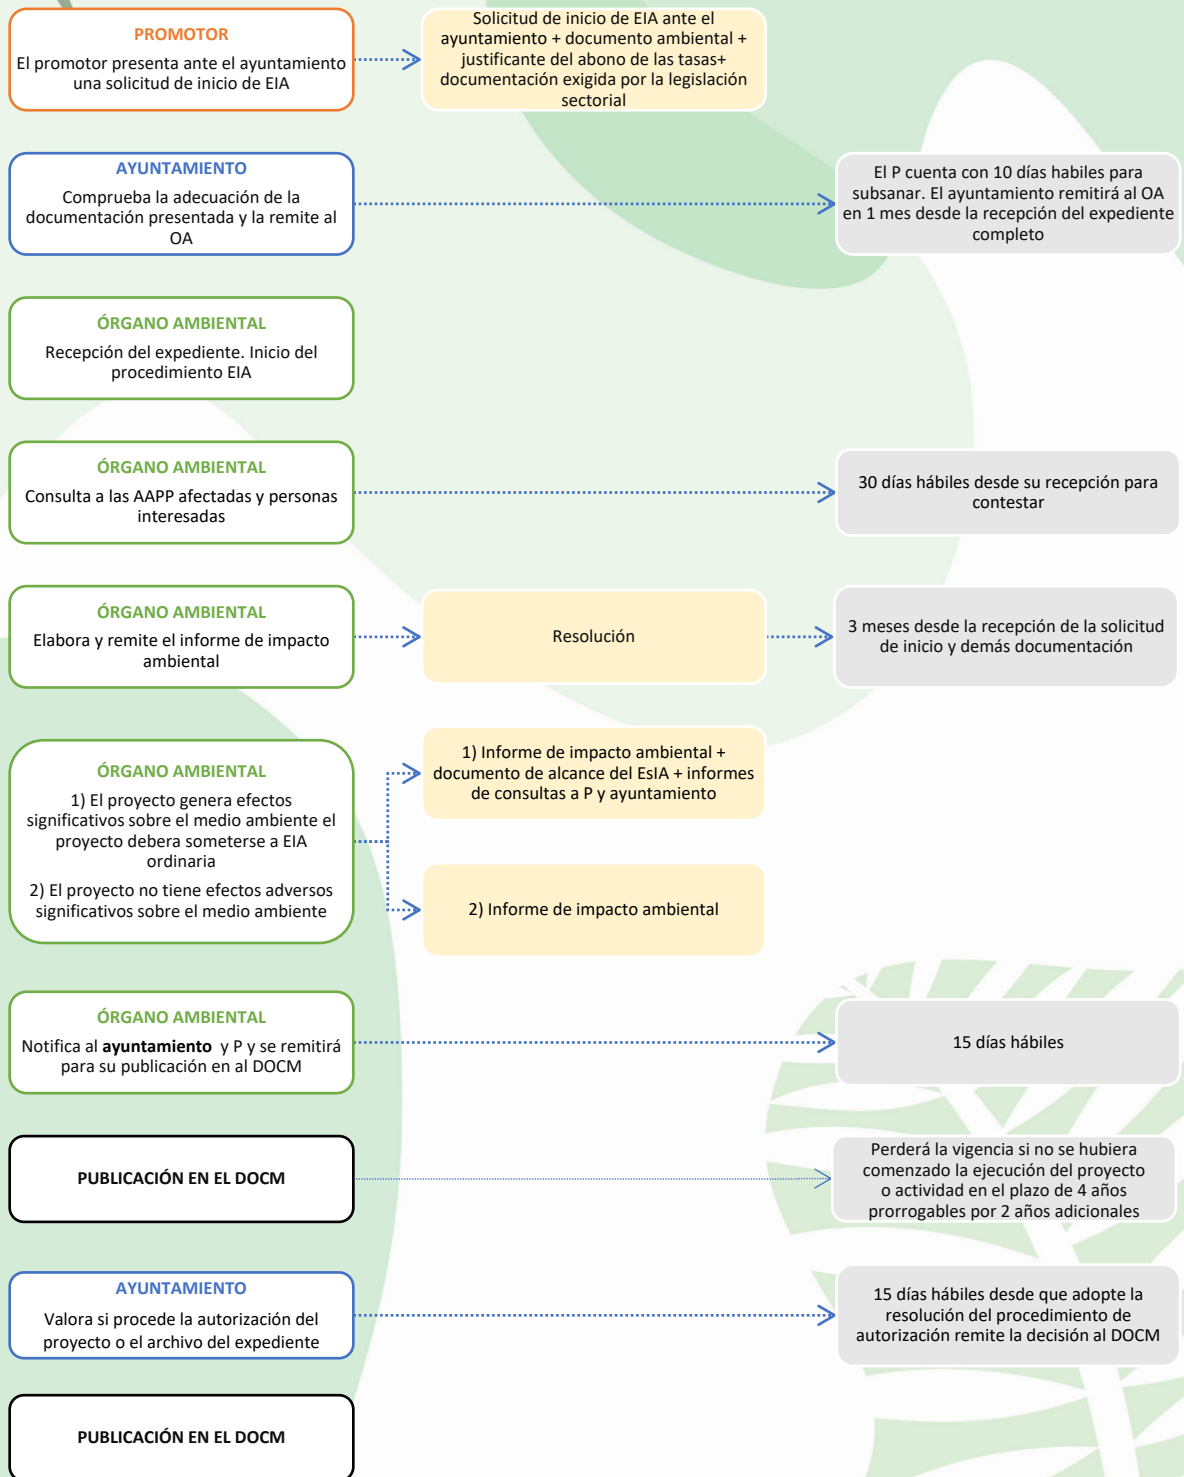 PROMOTOR
El promotor presenta ante el ayuntamiento
una solicitud de inicio de EIA
Solicitud de inicio de EIA ante el
ayuntamiento + documento ambiental +
justificante del abono de las tasas+
documentación exigida por la legislación
sectorial
AYUNTAMIENTO
Comprueba la adecuación de la
documentación presentada y la remite al
OA
El P cuenta con 10 días habiles para
subsanar. El ayuntamiento remitirá al OA
en 1 mes desde la recepción del expediente
completo
ÓRGANO AMBIENTAL
Recepción del expediente. Inicio del
procedimiento EIA
ÓRGANO AMBIENTAL
Consulta a las AAPP afectadas y personas
interesadas
30 días hábiles desde su recepción para
contestar
ÓRGANO AMBIENTAL
Elabora y remite el informe de impacto
ambiental
Resolución
3 meses desde la recepción de la solicitud
de inicio y demás documentación
ÓRGANO AMBIENTAL
1) El proyecto genera efectos
significativos sobre el medio ambiente el
proyecto debera someterse a EIA
ordinaria
2) El proyecto no tiene efectos adversos
significativos sobre el medio ambiente
1) Informe de impacto ambiental +
documento de alcance del EsIA + informes
de consultas a P y ayuntamiento
2) Informe de impacto ambiental
ÓRGANO AMBIENTAL
Notifica al ayuntamiento y P y se remitirá
para su publicación en al DOCM
15 días hábiles
PUBLICACIÓN EN EL DOCM
Perderá la vigencia si no se hubiera
comenzado la ejecución del proyecto
o actividad en el plazo de 4 años
prorrogables por 2 años adicionales
AYUNTAMIENTO
Valora si procede la autorización del
proyecto o el archivo del expediente
15 días hábiles desde que adopte la
resolución del procedimiento de
autorización remite la decisión al DOCM
PUBLICACIÓN EN EL DOCM